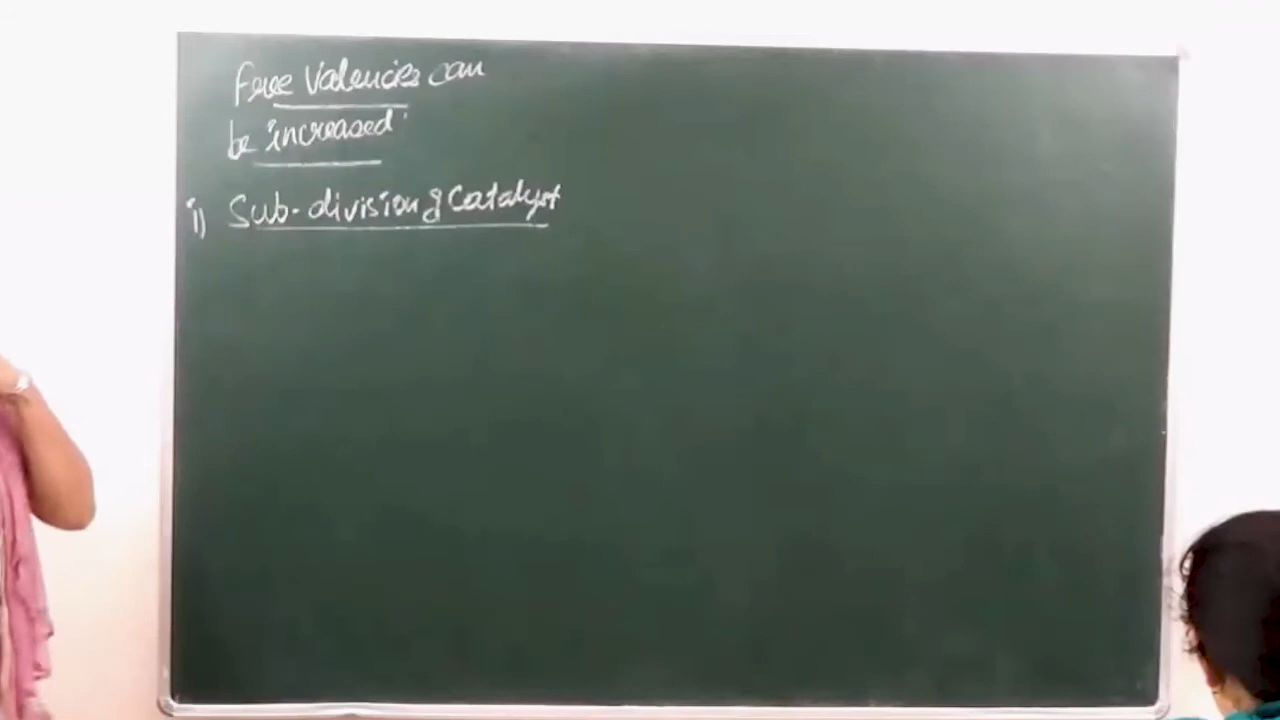 Free Valencies can
be increased
i) Sub-division of Catalyst